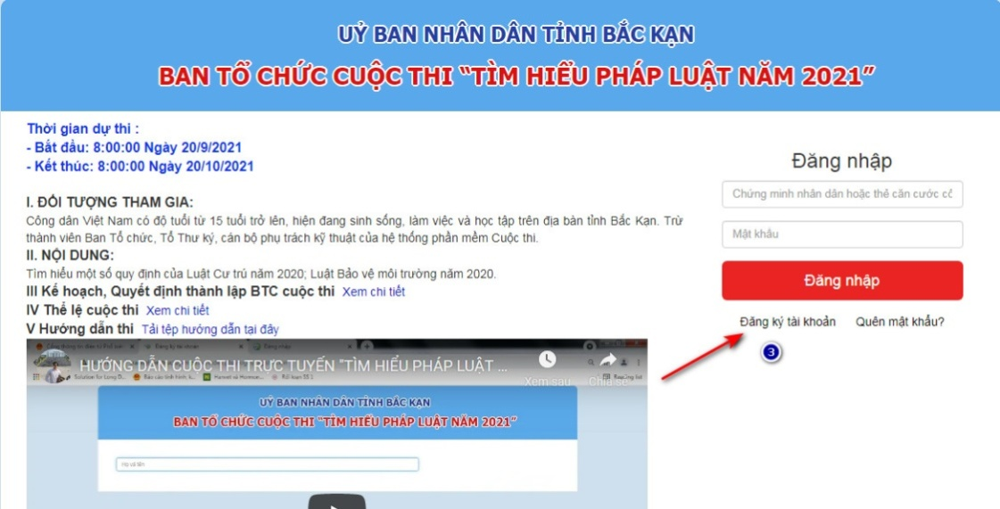 UỶ BAN NHÂN DÂN TỈNH BẮC KẠN
BAN TỔ CHỨC CUỘC THI “TÌM HIỂU PHÁP LUẬT NĂM 2021”
Thời gian dự thi :
- Bắt đầu: 8:00:00 Ngày 20/9/2021
- Kết thúc: 8:00:00 Ngày 20/10/2021
I. ĐỐI TƯỢNG THAM GIA:
Công dân Việt Nam có độ tuổi từ 15 tuổi trở lên, hiện đang sinh sống, làm việc và học tập trên địa bàn tỉnh Bắc Kạn. Trừ
thành viên Ban Tổ chức, Tổ Thư ký, cán bộ phụ trách kỹ thuật của hệ thống phần mềm Cuộc thi.
II. NỘI DUNG:
Tìm hiểu một số quy định của Luật Cư trú năm 2020; Luật Bảo vệ môi trường năm 2020.
III Kế hoạch, Quyết định thành lập BTC cuộc thi Xem chi tiết
IV Thể lệ cuộc thi Xem chi tiết
V Hướng dẫn thi Tải tệp hướng dẫn tại đây
HƯỚNG DẪN CUỘC THI TRỰC TUYẾN "TÌM HIỂU PHÁP LUẬT ...
Xem sau
Chia sẻ
Reading list
UỶ BAN NHÂN DÂN TỈNH BẮC KẠN
BAN TỔ CHỨC CUỘC THI “TÌM HIỂU PHÁP LUẬT NĂM 2021”
Họ và tên
Đăng nhập
Chứng minh nhân dân hoặc thẻ căn cước cô
Mật khẩu
Đăng nhập
Đăng ký tài khoản Quên mật khẩu?
3